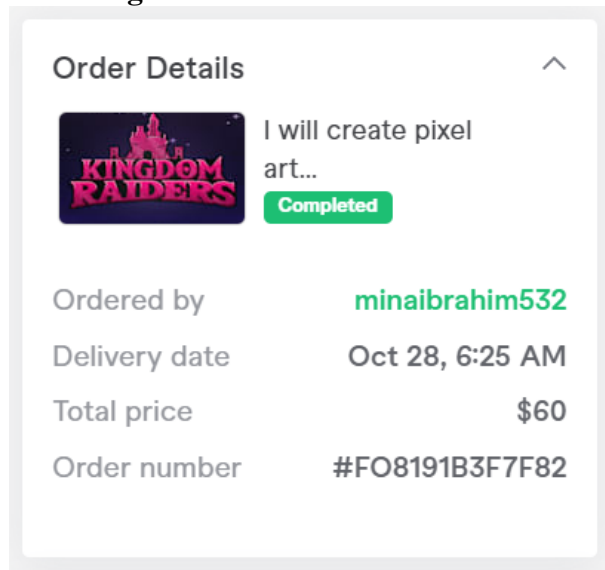 Order Details
KINGDOM
RAIDERS
I will create pixel
art...
Completed
Ordered by minaibrahim532
Delivery date Oct 28, 6:25 AM
Total price $60
Order number #FO8191B3F7F82